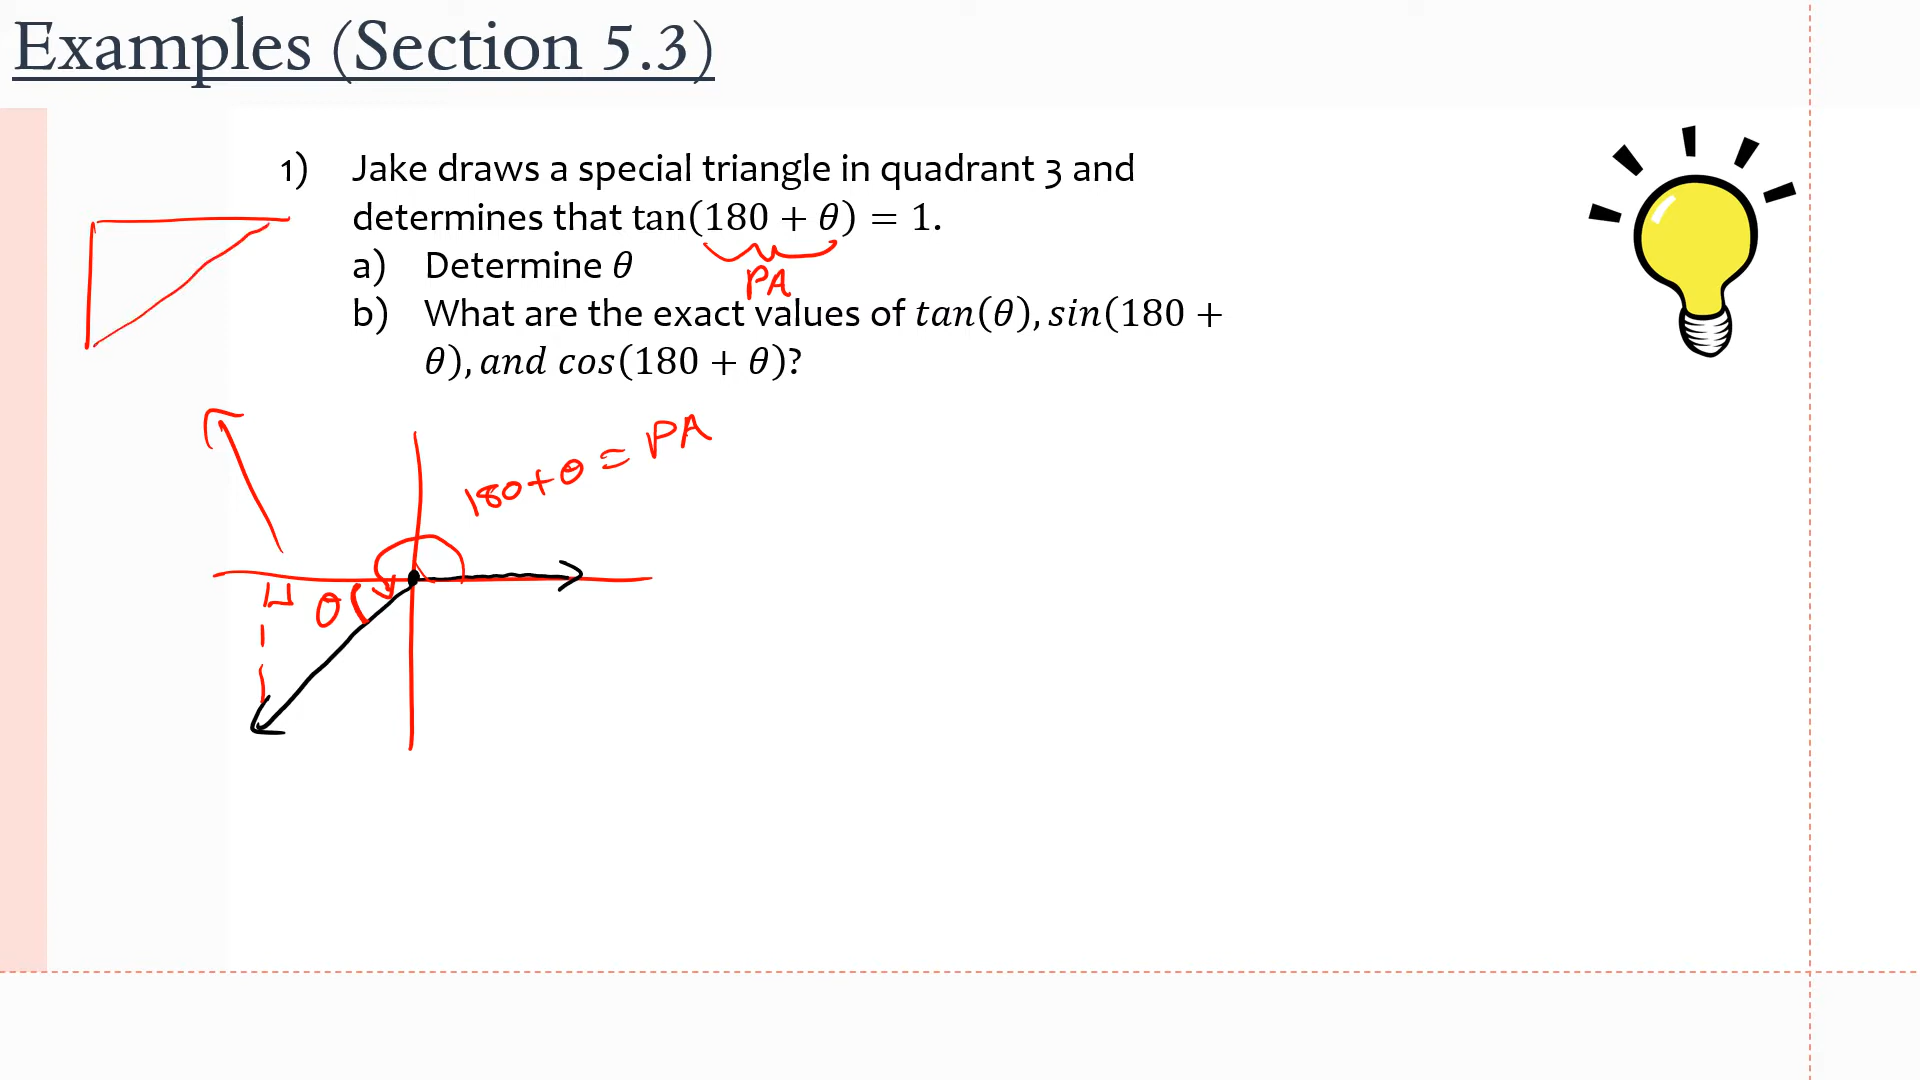 Examples (Section 5.3)
1) Jake draws a special triangle in quadrant 3 and
determines that tan(180 + θ) = 1.
PA
a) Determine θ
b) What are the exact values of tan(θ), sin(180 +
θ), and cos(180 + θ)?
180+θ = PA
θ